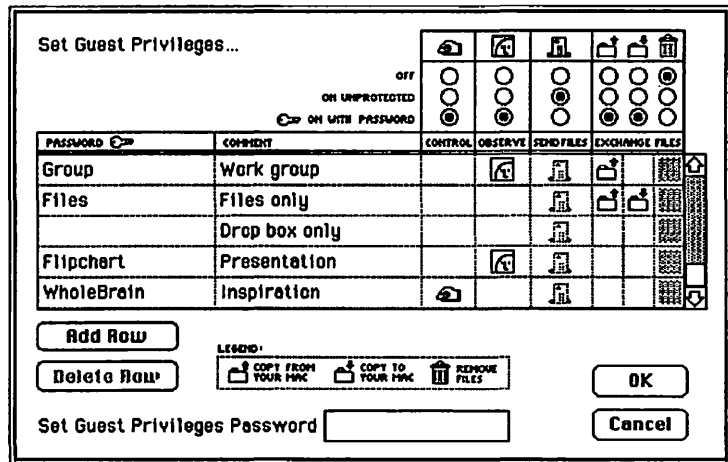 Set Guest Privileges...
OFF
ON UNPROTECTED
ON WITH PASSWORD
PASSWORD COMMENT CONTROL OBSERVE SEND FILES EXCHANGE FILES
Group Work group
Files Files only
Drop box only
Flipchart Presentation
WholeBrain Inspiration
Add Row
LEGEND:
Delete Row
COPY FROM YOUR MAC
COPY TO YOUR MAC
REMOVE FILES
OK
Set Guest Privileges Password
Cancel